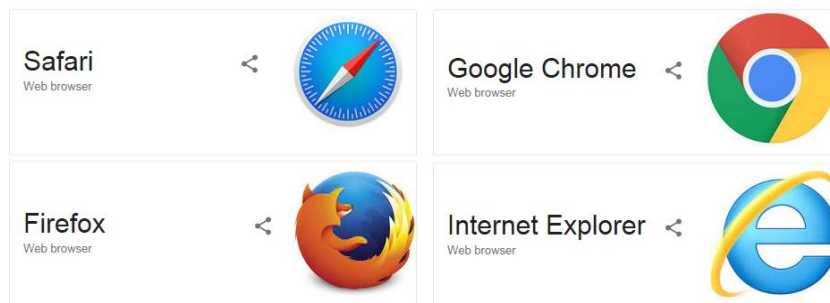 Safari
Web browser
Google Chrome
Web browser
Firefox
Web browser
Internet Explorer
Web browser